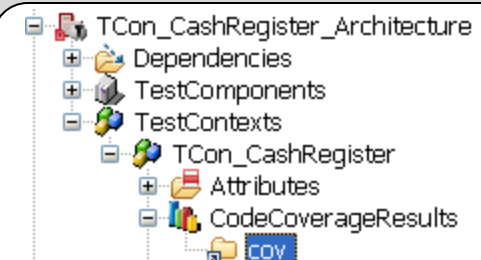 TCon_CashRegister_Architecture
Dependencies
TestComponents
TestContexts
TCon_CashRegister
Attributes
CodeCoverageResults
cov